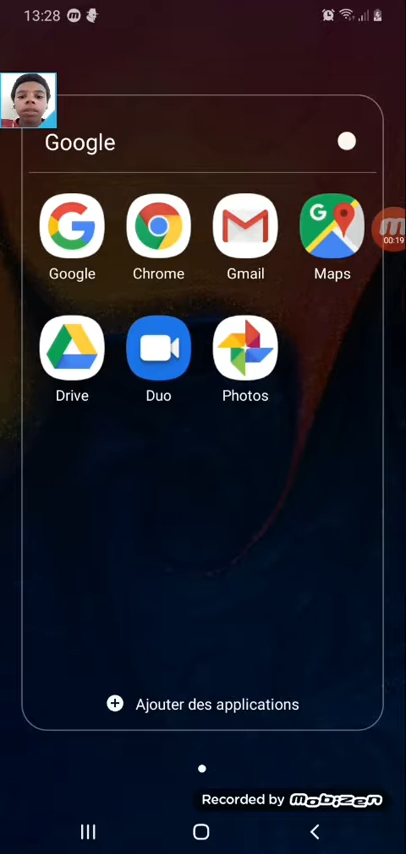 13:28
Google
00:19
Google Chrome Gmail Maps
Drive Duo Photos
Ajouter des applications
Recorded by mobizen